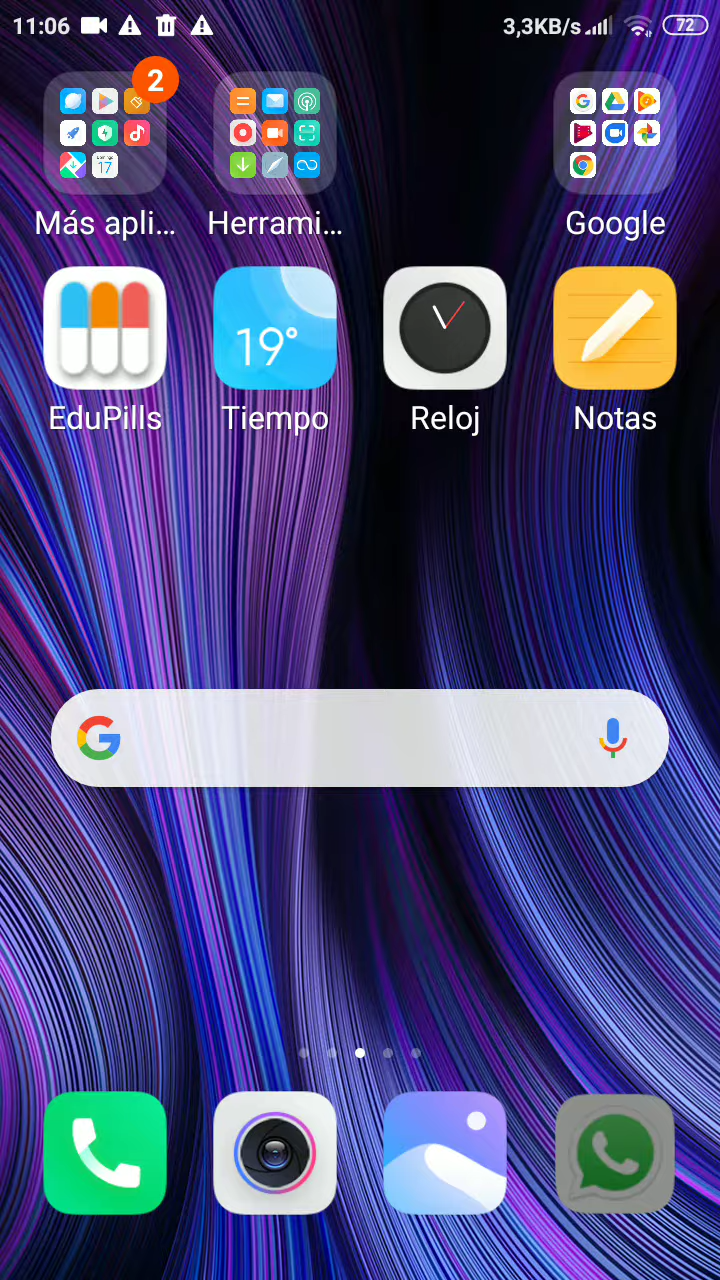 11:06 3,3KB/s 72
2
17
Más apli... Herrami... Google
19°
EduPills Tiempo Reloj Notas